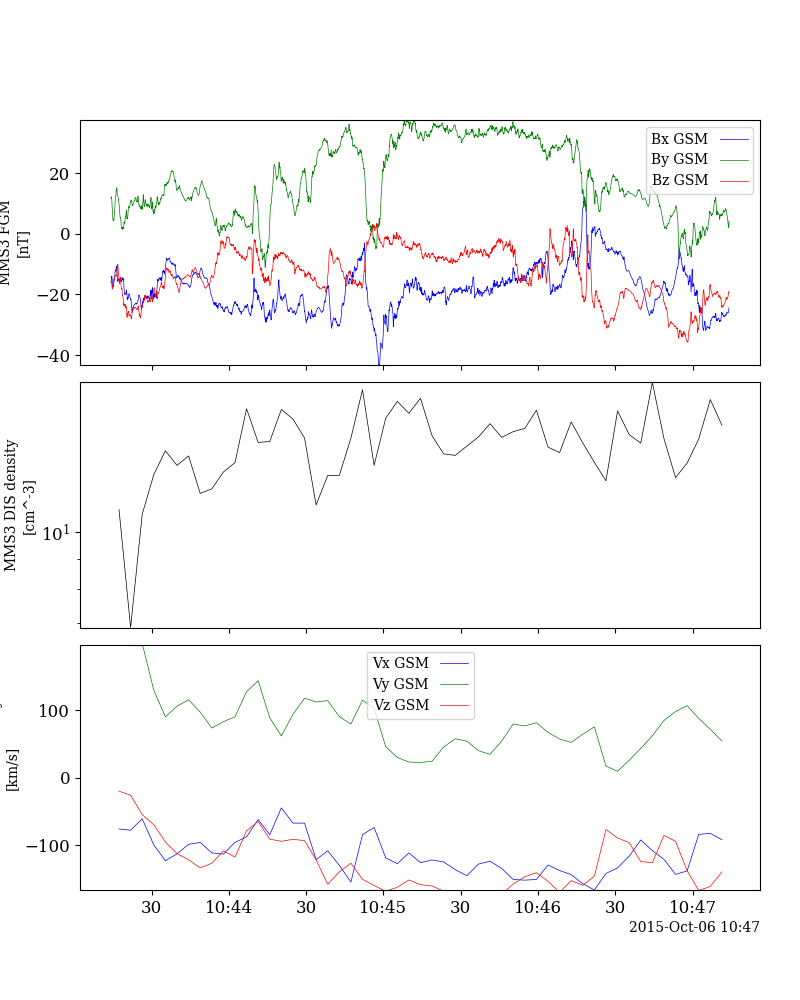 MMS3 FGM
[nT]
20
0
−20
−40
Bx GSM
By GSM
Bz GSM
MMS3 DIS density
[cm^-3]
10^1
[km/s]
100
0
−100
Vx GSM
Vy GSM
Vz GSM
30
10:44
30
10:45
30
10:46
30
10:47
2015-Oct-06 10:47